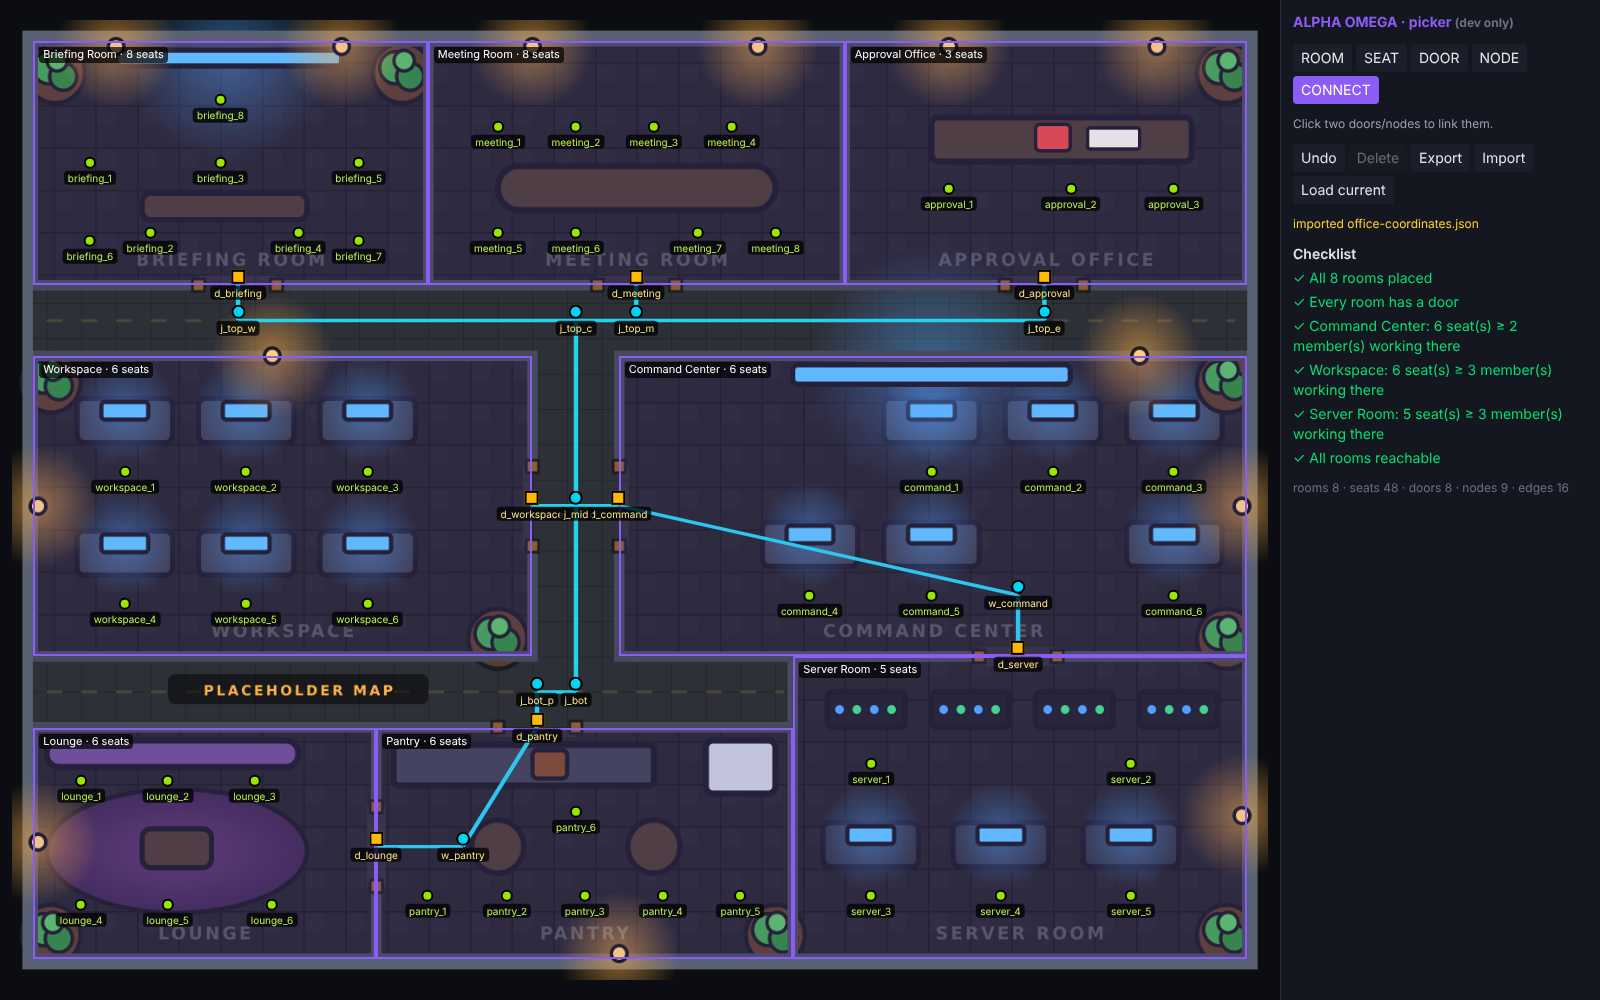 Briefing Room · 8 seats
briefing_8
briefing_1
briefing_3
briefing_5
briefing_6
briefing_2
briefing_4
briefing_7
BRIEFING ROOM
d_briefing
Meeting Room · 8 seats
meeting_1
meeting_2
meeting_3
meeting_4
meeting_5
meeting_6
meeting_7
meeting_8
MEETING ROOM
d_meeting
Approval Office · 3 seats
approval_1
approval_2
approval_3
APPROVAL OFFICE
d_approval
j_top_w
j_top_c
j_top_m
j_top_e
Workspace · 6 seats
workspace_1
workspace_2
workspace_3
workspace_4
workspace_5
workspace_6
WORKSPACE
d_workspace
j_mid
d_command
Command Center · 6 seats
command_1
command_2
command_3
command_4
command_5
w_command
command_6
COMMAND CENTER
d_server
PLACEHOLDER MAP
j_bot_p
j_bot
d_pantry
Lounge · 6 seats
lounge_1
lounge_2
lounge_3
lounge_4
lounge_5
lounge_6
LOUNGE
d_lounge
Pantry · 6 seats
pantry_6
w_pantry
pantry_1
pantry_2
pantry_3
pantry_4
pantry_5
PANTRY
Server Room · 5 seats
server_1
server_2
server_3
server_4
server_5
SERVER ROOM
ALPHA OMEGA · picker (dev only)
ROOM
SEAT
DOOR
NODE
CONNECT
Click two doors/nodes to link them.
Undo
Delete
Export
Import
Load current
imported office-coordinates.json
Checklist
✓ All 8 rooms placed
✓ Every room has a door
✓ Command Center: 6 seat(s) ≥ 2
member(s) working there
✓ Workspace: 6 seat(s) ≥ 3 member(s)
working there
✓ Server Room: 5 seat(s) ≥ 3 member(s)
working there
✓ All rooms reachable
rooms 8 · seats 48 · doors 8 · nodes 9 · edges 16